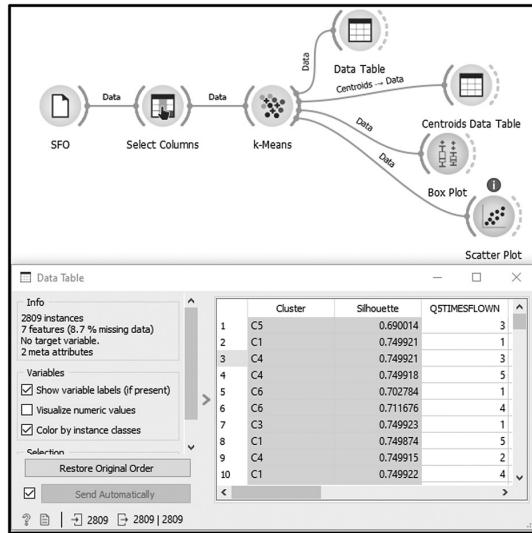 Data
Data Table
Data
Data
Centroids → Data
SFO
Select Columns
k-Means
Centroids Data Table
Data
Data
Box Plot
Scatter Plot
Data Table
Info
2809 instances
7 features (8.7 % missing data)
No target variable.
2 meta attributes
Variables
Show variable labels (if present)
Visualize numeric values
Color by instance classes
Selection
Restore Original Order
Send Automatically
2809 2809 | 2809
Cluster Silhouette Q5TIMESFLOWN
1 C5 0.690014 3
2 C1 0.749921 1
3 C4 0.749921 3
4 C4 0.749918 5
5 C6 0.702784 1
6 C6 0.711676 4
7 C3 0.749923 1
8 C1 0.749874 5
9 C4 0.749915 2
10 C1 0.749922 4